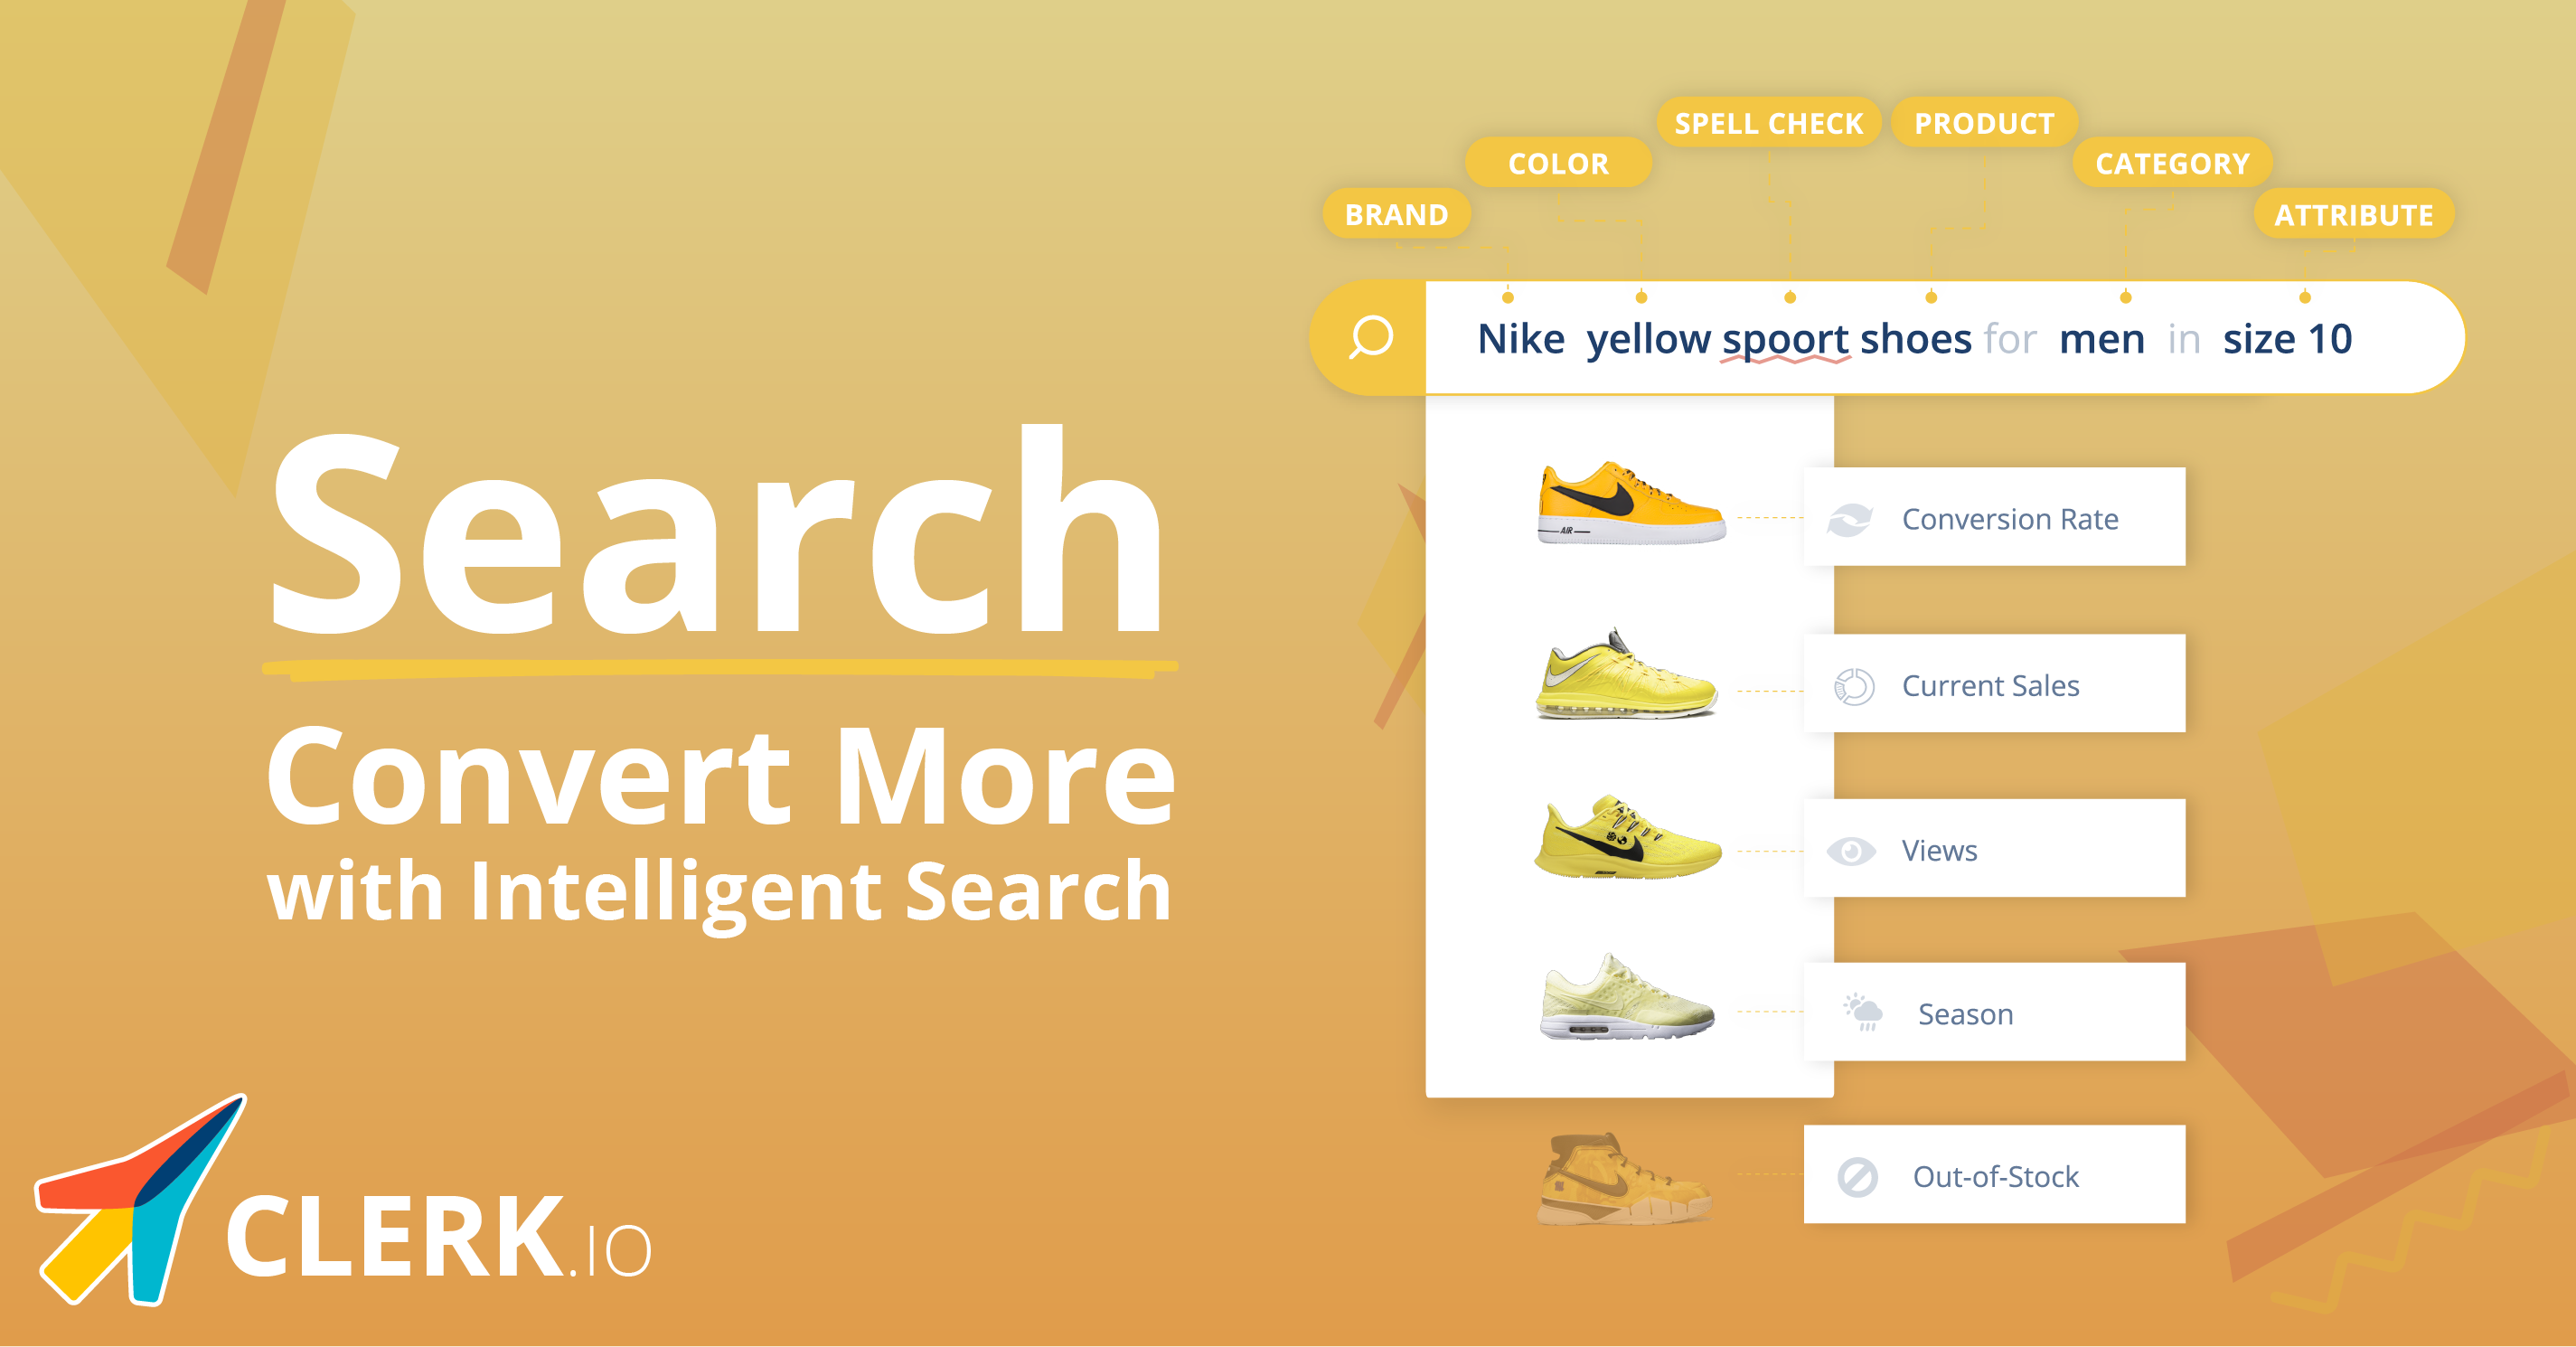 Search
Convert More
with Intelligent Search
CLERK.IO
BRAND
COLOR
SPELL CHECK
PRODUCT
CATEGORY
ATTRIBUTE
Nike yellow spoort shoes for men in size 10
AIR
Conversion Rate
Current Sales
Views
Season
Out-of-Stock